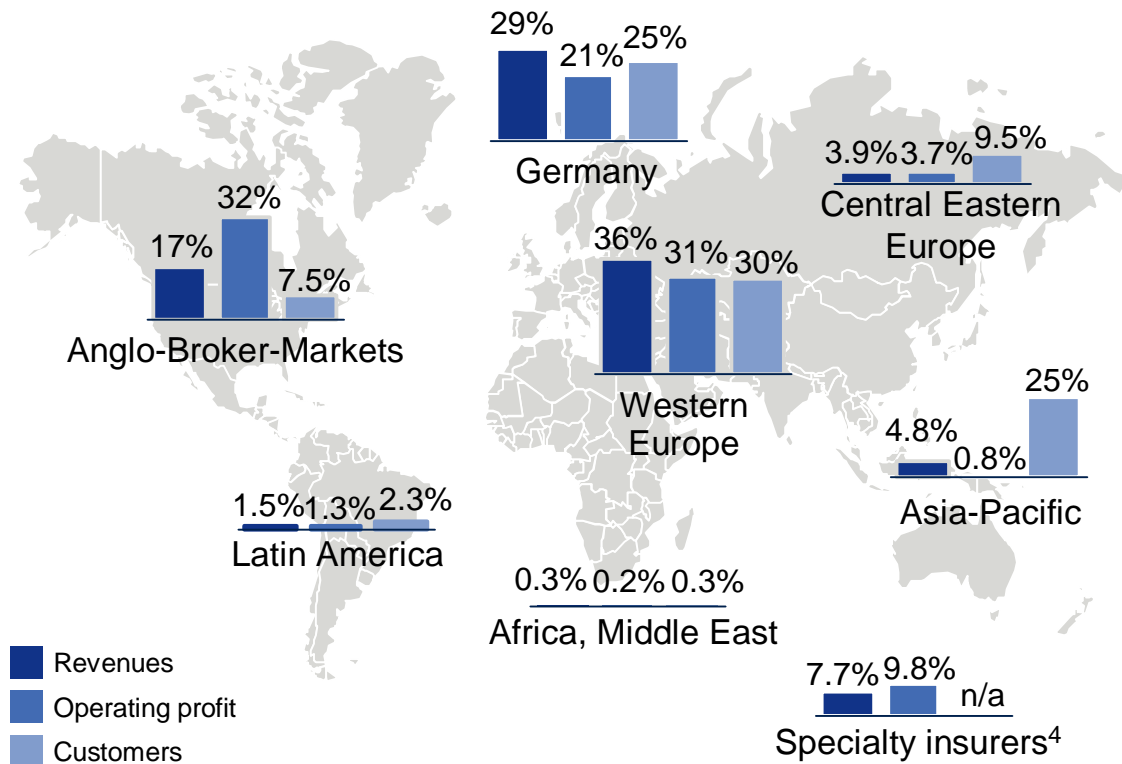 29%
21%
25%
Germany
3.9%
3.7%
9.5%
Central Eastern
Europe
17%
32%
7.5%
Anglo-Broker-Markets
36%
31%
30%
Western
Europe
4.8%
0.8%
25%
Asia-Pacific
1.5%
1.3%
2.3%
Latin America
0.3%
0.2%
0.3%
Africa, Middle East
Revenues
Operating profit
Customers
7.7%
9.8%
n/a
Specialty insurers⁴